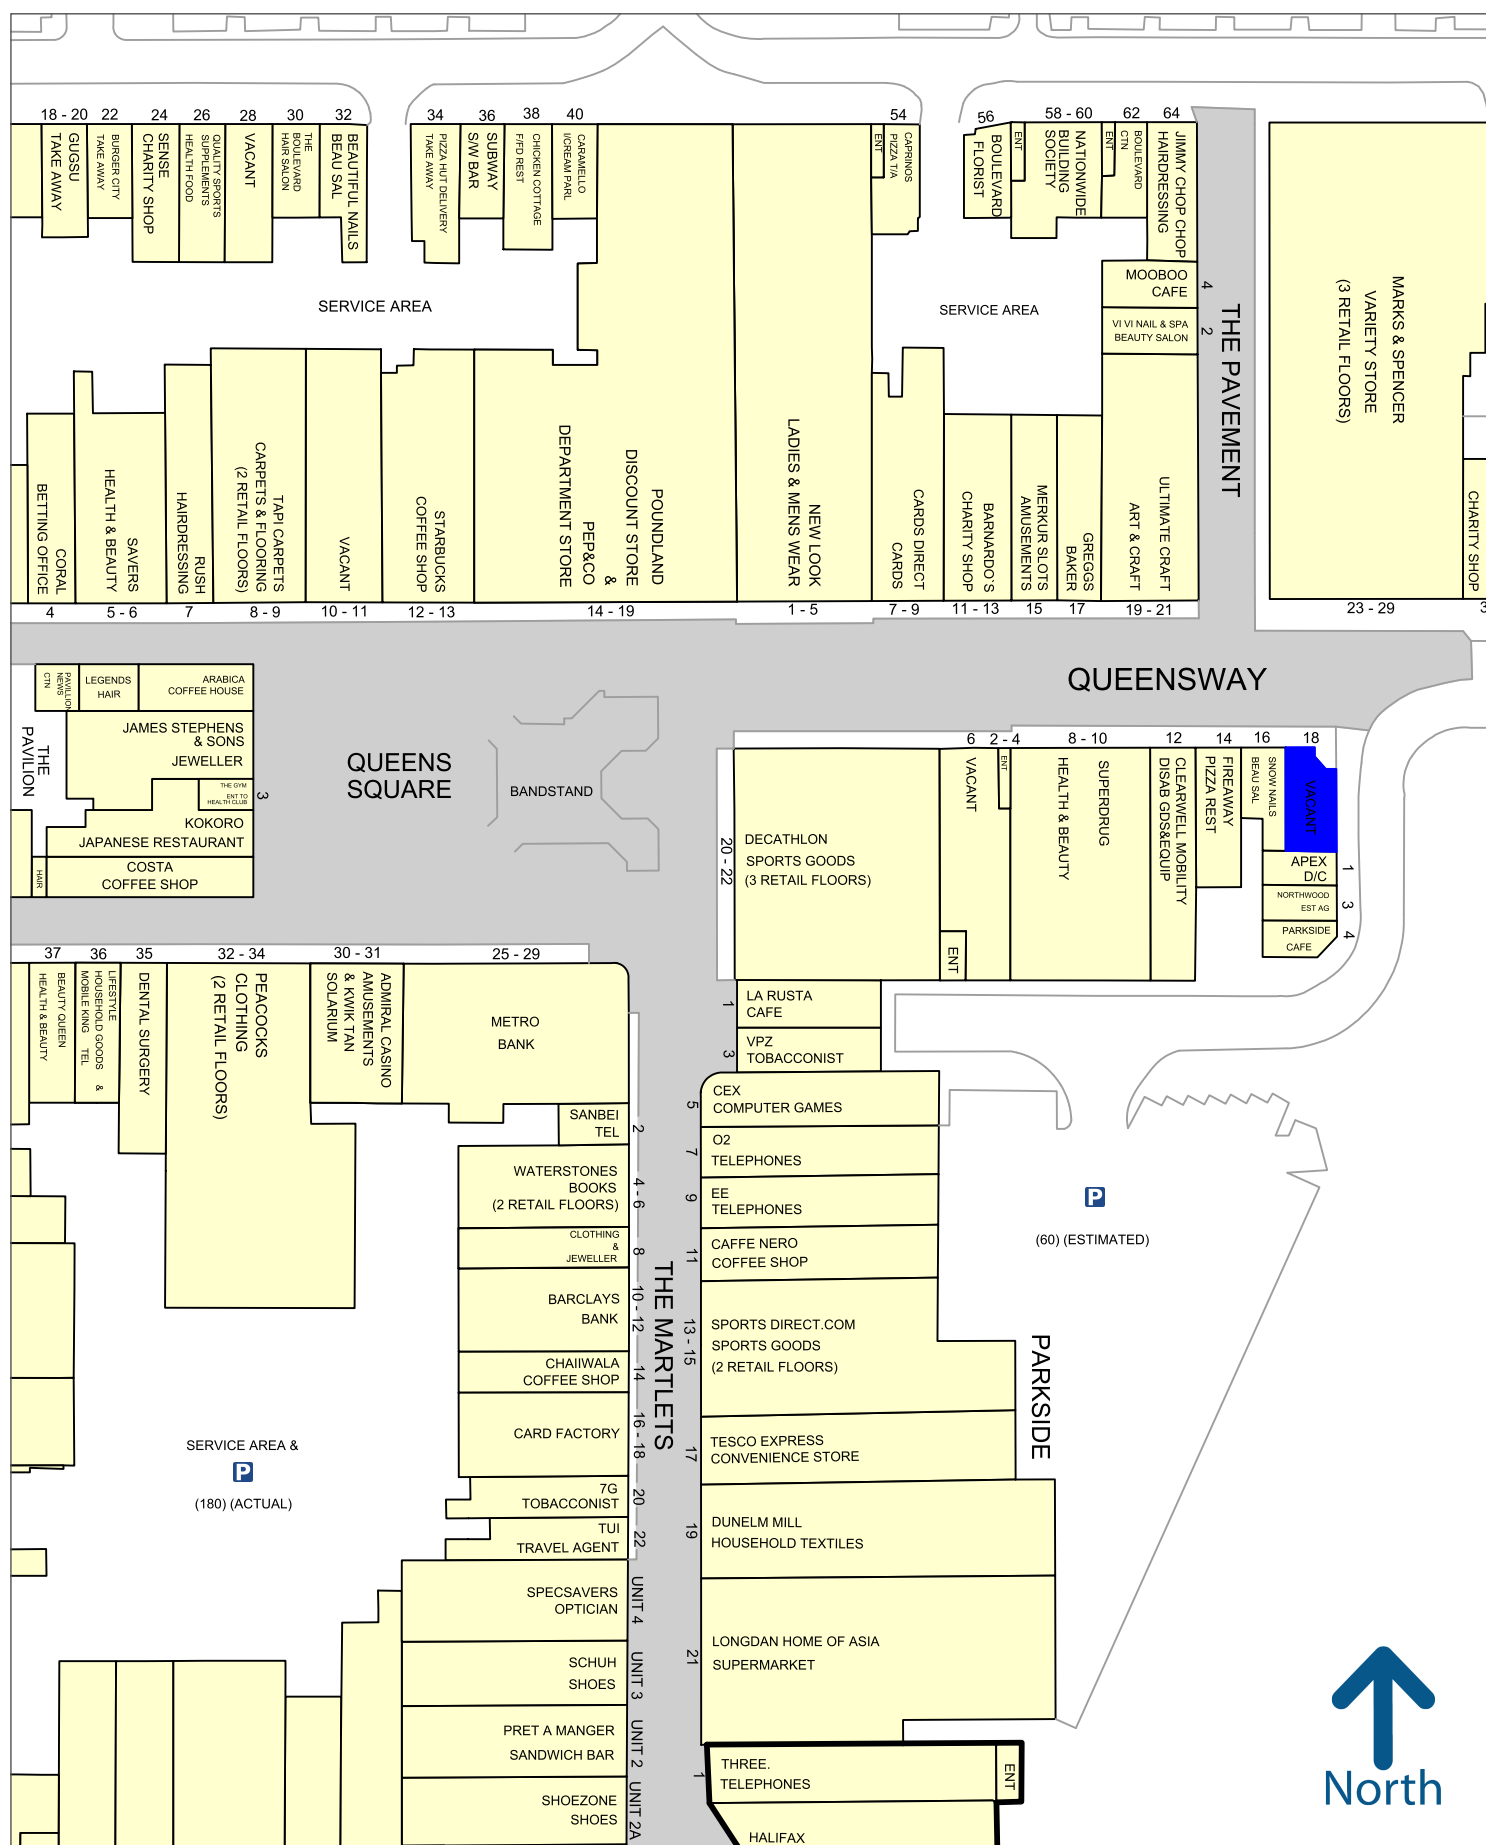 18 - 20
22
24
26
28
30
32
34
36
38
40
54
56
58 - 60
62
64
GUGSU
TAKE AWAY
BURGER CITY
TAKE AWAY
SENSE
CHARITY SHOP
QUALITY SPORTS
SUPPLEMENTS
HEALTH FOOD
VACANT
THE
BOULEVARD
HAIR SALON
BEAUTIFUL NAILS
BEAU SAL
PIZZA HUT DELIVERY
TAKE AWAY
SUBWAY
S/W BAR
CHICKEN COTTAGE
F/FD REST
CARAMELLO
I/CREAM PARL
CAPRINOS
PIZZA T/A
ENT
BOULEVARD
FLORIST
ENT
NATIONWIDE
BUILDING
SOCIETY
ENT
BOULEVARD
CTN
JIMMY CHOP CHOP
HAIRDRESSING
MOOBOO
CAFE
4
VI VI NAIL & SPA
BEAUTY SALON
2
THE PAVEMENT
MARKS & SPENCER
VARIETY STORE
(3 RETAIL FLOORS)
CHARITY SHOP
SERVICE AREA
SERVICE AREA
CORAL
BETTING OFFICE
SAVERS
HEALTH & BEAUTY
RUSH
HAIRDRESSING
TAPI CARPETS
CARPETS & FLOORING
(2 RETAIL FLOORS)
VACANT
STARBUCKS
COFFEE SHOP
POUNDLAND
DISCOUNT STORE
&
PEP&CO
DEPARTMENT STORE
NEW LOOK
LADIES & MENS WEAR
CARDS DIRECT
CARDS
BARNARDO'S
CHARITY SHOP
MERKUR SLOTS
AMUSEMENTS
GREGGS
BAKER
ULTIMATE CRAFT
ART & CRAFT
4
5 - 6
7
8 - 9
10 - 11
12 - 13
14 - 19
1 - 5
7 - 9
11 - 13
15
17
19 - 21
23 - 29
3
QUEENSWAY
PAVILLION
NEWS
CTN
LEGENDS
HAIR
ARABICA
COFFEE HOUSE
THE
PAVILION
JAMES STEPHENS
& SONS
JEWELLER
THE GYM
ENT TO
HEALTH CLUB
3
KOKORO
JAPANESE RESTAURANT
HAIR
COSTA
COFFEE SHOP
QUEENS
SQUARE
BANDSTAND
6
2 - 4
8 - 10
12
14
16
18
20 - 22
DECATHLON
SPORTS GOODS
(3 RETAIL FLOORS)
VACANT
ENT
ENT
SUPERDRUG
HEALTH & BEAUTY
CLEARWELL MOBILITY
DISAB GDS&EQUIP
FIREAWAY
PIZZA REST
SNOW NAILS
BEAU SAL
VACANT
APEX
D/C
1
NORTHWOOD
EST AG
3
PARKSIDE
CAFE
4
37
36
35
32 - 34
30 - 31
25 - 29
BEAUTY QUEEN
HEALTH & BEAUTY
LIFESTYLE
HOUSEHOLD GOODS &
MOBILE KING TEL
DENTAL SURGERY
PEACOCKS
CLOTHING
(2 RETAIL FLOORS)
ADMIRAL CASINO
AMUSEMENTS
& KWIK TAN
SOLARIUM
METRO
BANK
LA RUSTA
CAFE
1
VPZ
TOBACCONIST
3
CEX
COMPUTER GAMES
5
SANBEI
TEL
2
O2
TELEPHONES
7
WATERSTONES
BOOKS
(2 RETAIL FLOORS)
4 - 6
EE
TELEPHONES
9
CLOTHING
&
JEWELLER
8
CAFFE NERO
COFFEE SHOP
11
BARCLAYS
BANK
10 - 12
THE MARTLETS
SPORTS DIRECT.COM
SPORTS GOODS
(2 RETAIL FLOORS)
13 - 15
CHAIIWALA
COFFEE SHOP
14
CARD FACTORY
16 - 18
TESCO EXPRESS
CONVENIENCE STORE
17
7G
TOBACCONIST
20
DUNELM MILL
HOUSEHOLD TEXTILES
19
TUI
TRAVEL AGENT
22
SPECSAVERS
OPTICIAN
UNIT 4
LONGDAN HOME OF ASIA
SUPERMARKET
21
SCHUH
SHOES
UNIT 3
PRET A MANGER
SANDWICH BAR
UNIT 2
THREE.
TELEPHONES
1
ENT
SHOEZONE
SHOES
UNIT 2A
HALIFAX
P
(60) (ESTIMATED)
PARKSIDE
SERVICE AREA &
P
(180) (ACTUAL)
North